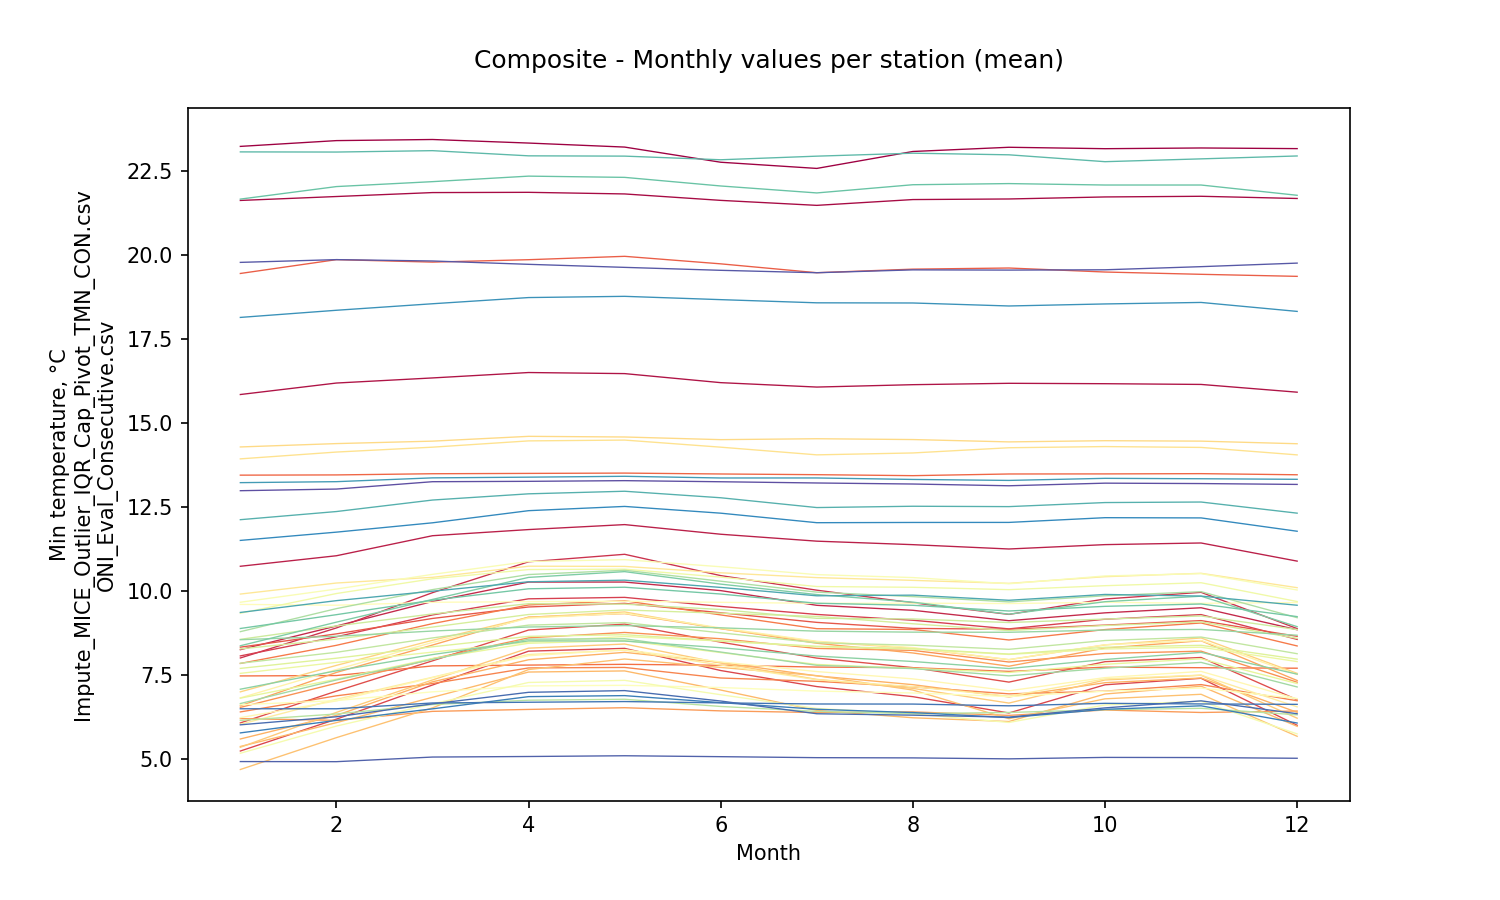 Composite - Monthly values per station (mean)
Min temperature, °C
Impute_MICE_Outlier_IQR_Cap_Pivot_TMN_CON.csv
ONI_Eval_Consecutive.csv
22.5
20.0
17.5
15.0
12.5
10.0
7.5
5.0
2 4 6 8 10 12
Month